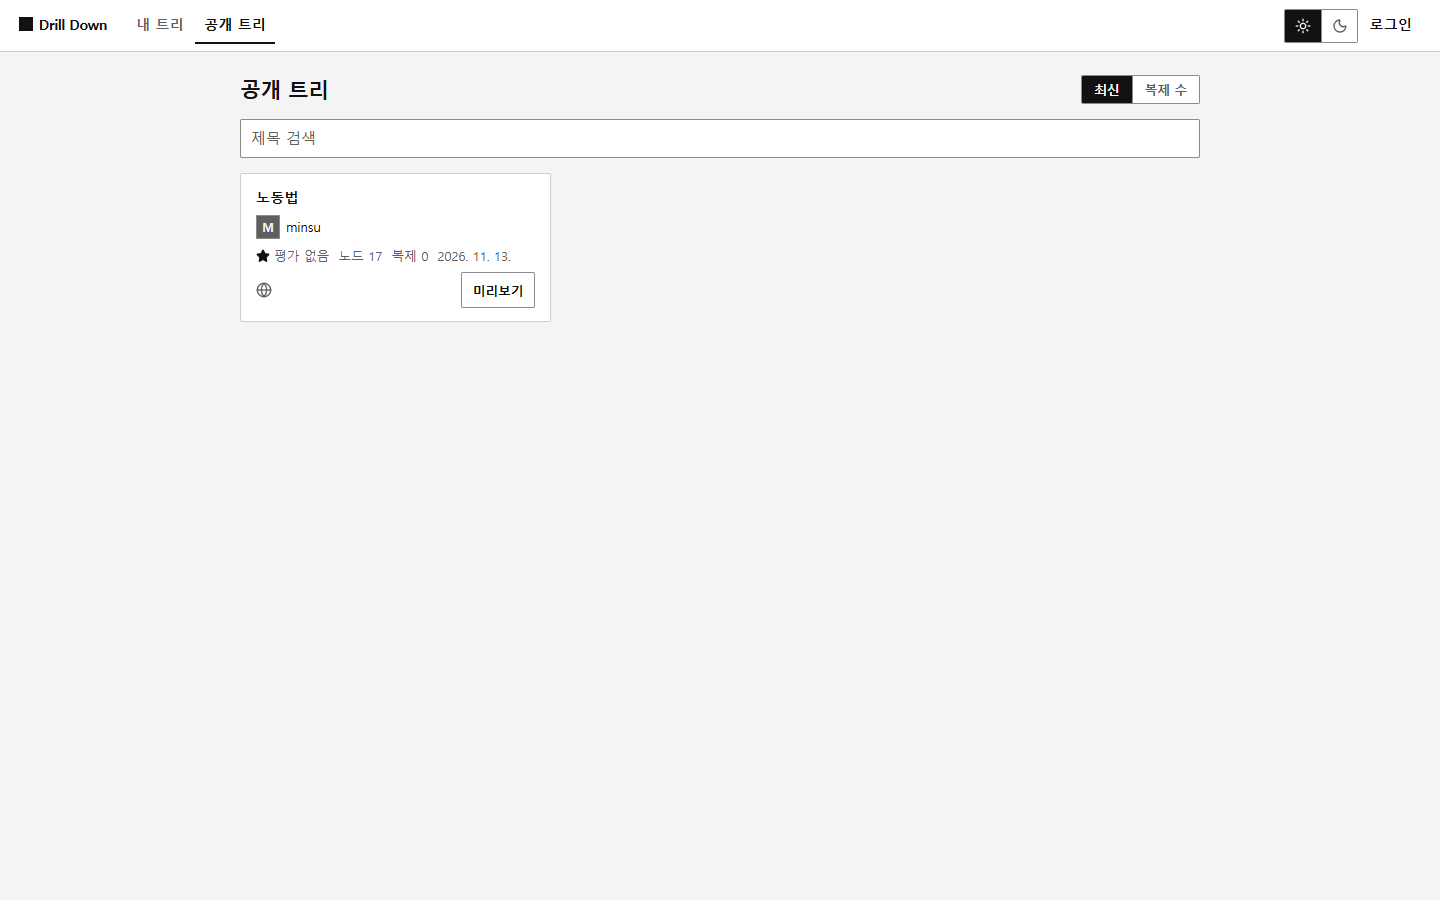 Drill Down 내 트리 공개 트리 로그인
공개 트리 최신 복제 수
제목 검색
노동법
M minsu
평가 없음 노드 17 복제 0 2026. 11. 13.
미리보기